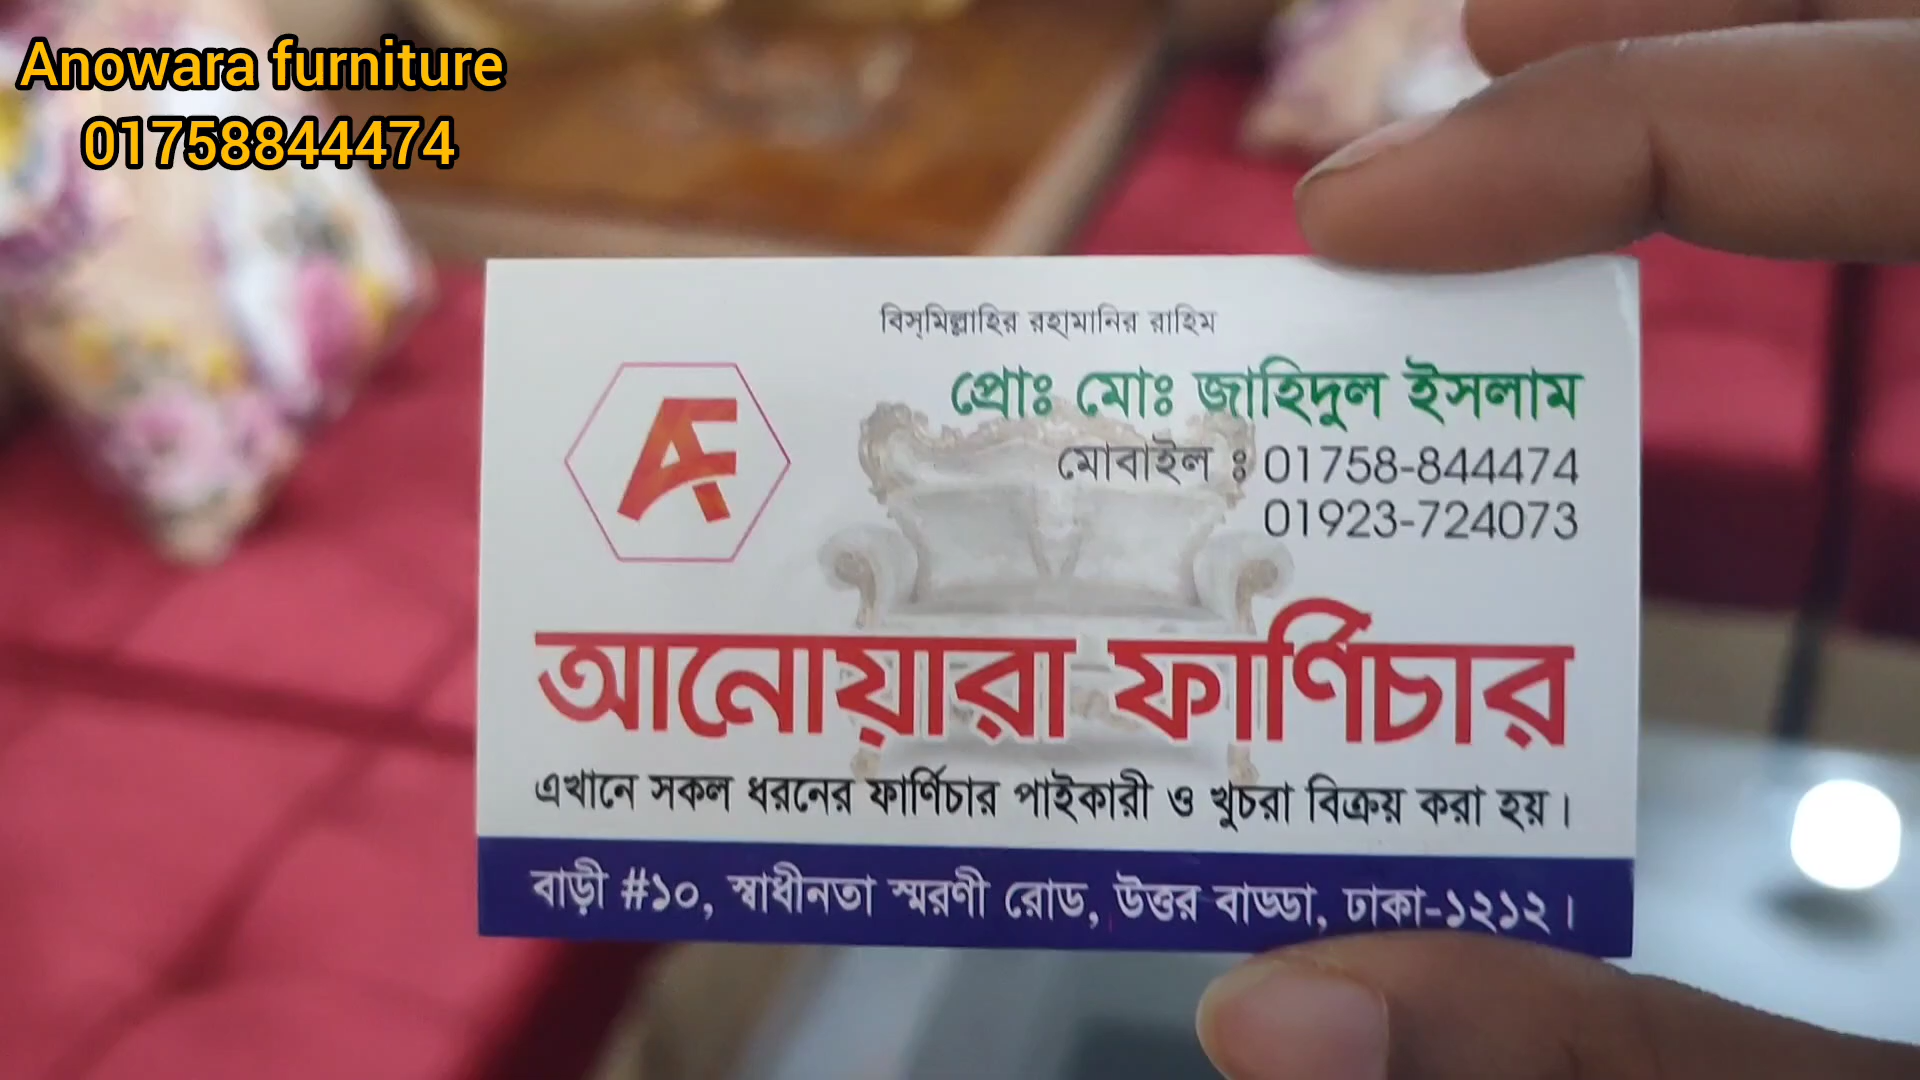 Anowara furniture
01758844474
বিস্‌মিল্লাহির রহ্‌মানির রাহিম
প্রোঃ মোঃ জাহিদুল ইসলাম
মোবাইল ঃ 01758-844474
01923-724073
AF
আনোয়ারা ফার্ণিচার
এখানে সকল ধরনের ফার্ণিচার পাইকারী ও খুচরা বিক্রয় করা হয়।
বাড়ী #১০, স্বাধীনতা স্মরণী রোড, উত্তর বাড্ডা, ঢাকা-১২১২।